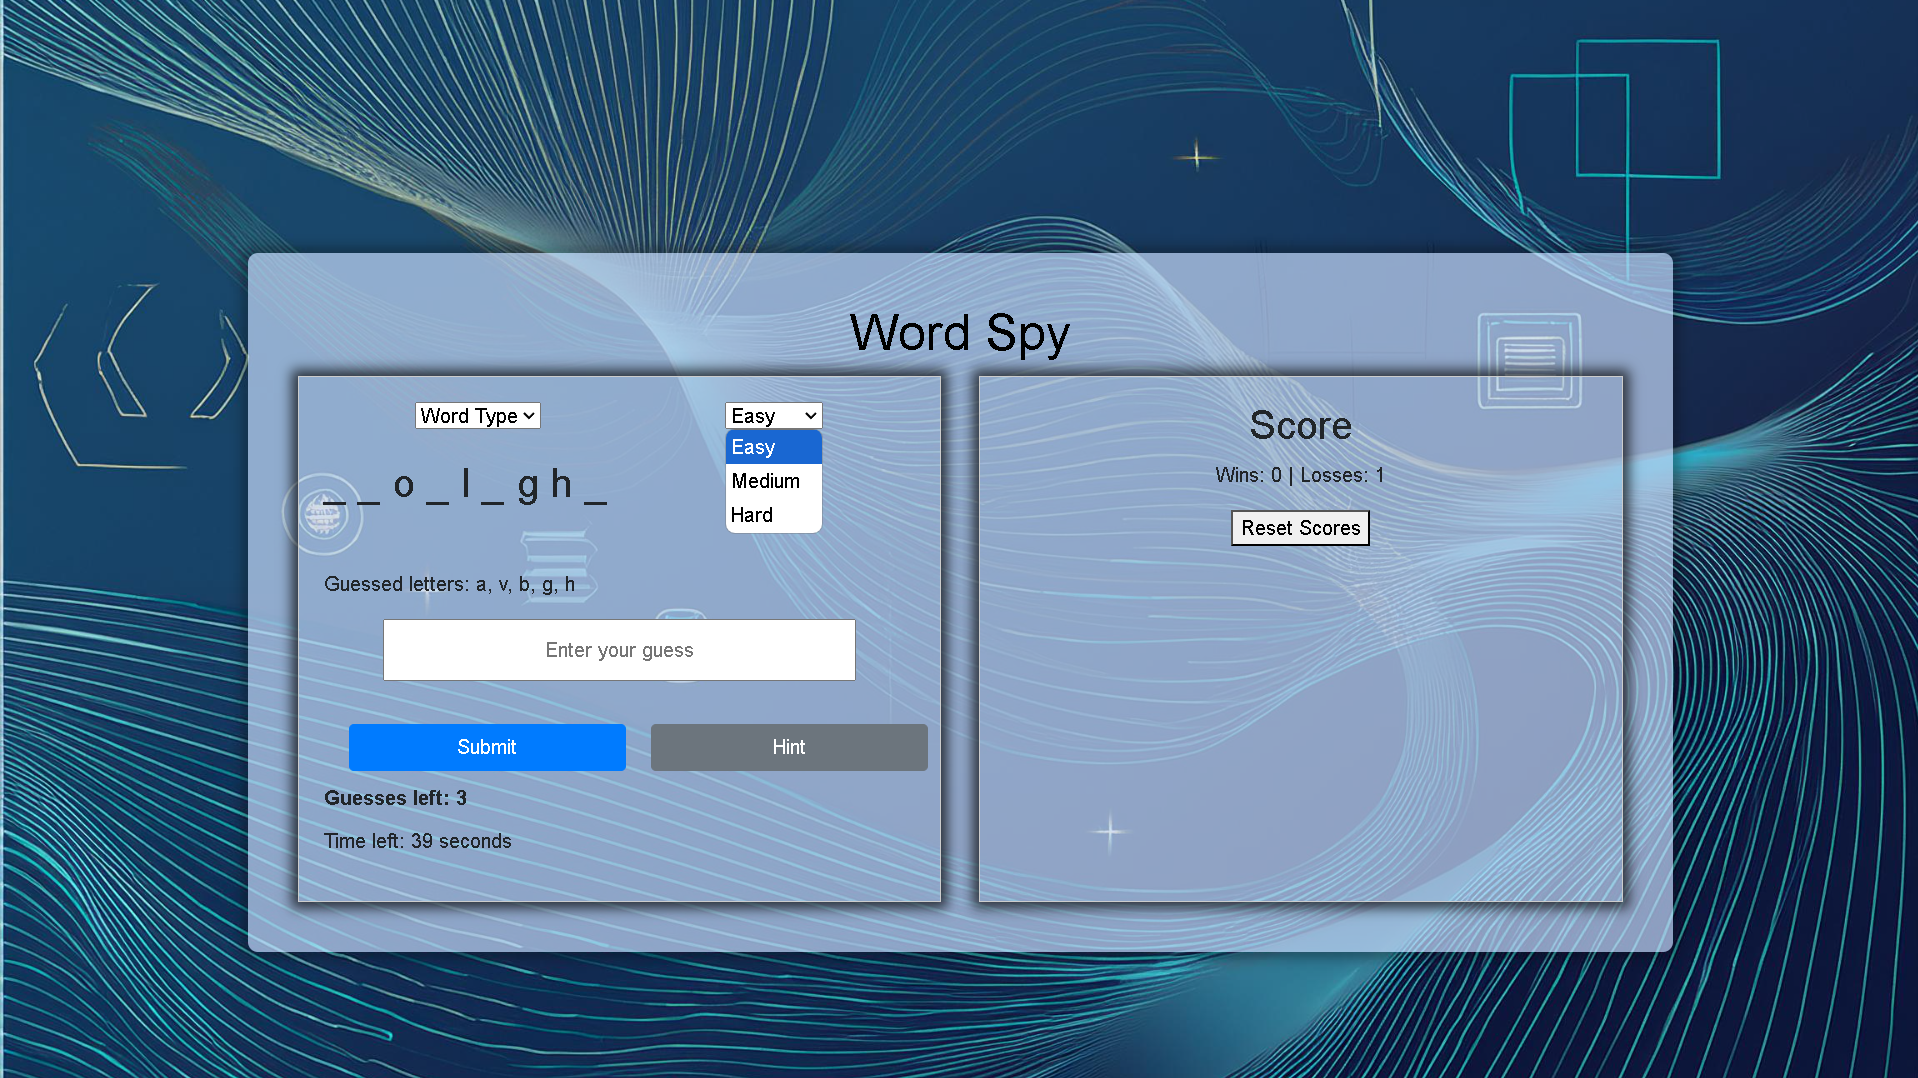 Word Spy
Word Type
Easy
Easy
Medium
Hard
_ _ o _ l _ g h _
Guessed letters: a, v, b, g, h
Enter your guess
Submit
Hint
Guesses left: 3
Time left: 39 seconds
Score
Wins: 0 | Losses: 1
Reset Scores